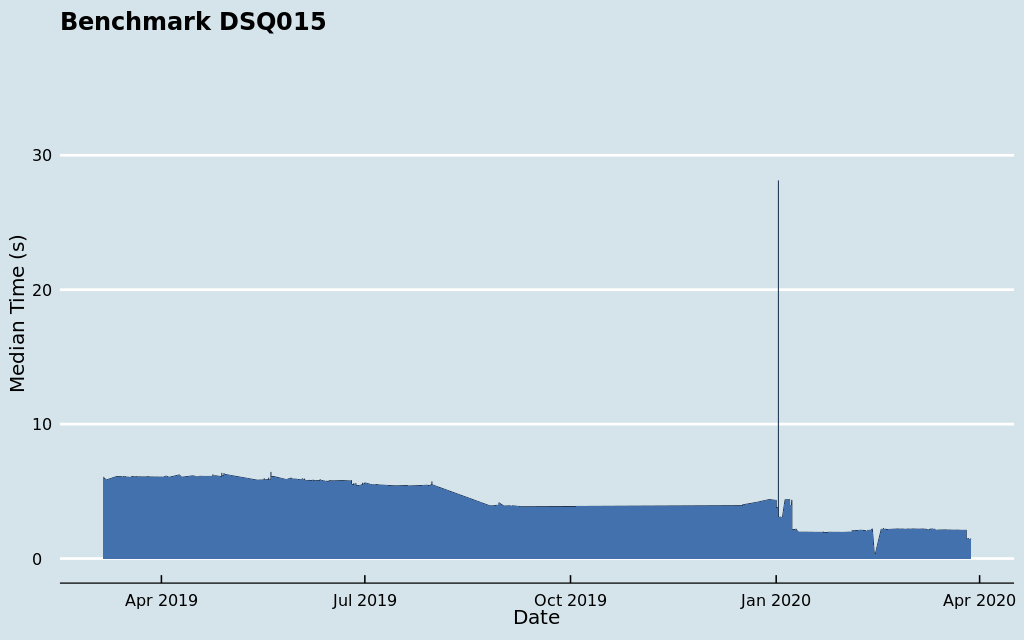 Benchmark DSQ015
Median Time (s)
30
20
10
0
Apr 2019
Jul 2019
Oct 2019
Jan 2020
Apr 2020
Date